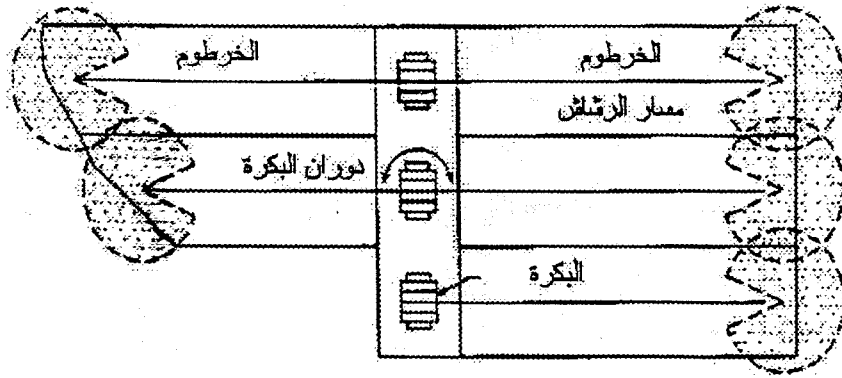 الخرطوم
الخرطوم
مسار الرشاش
دوران البكرة
البكرة